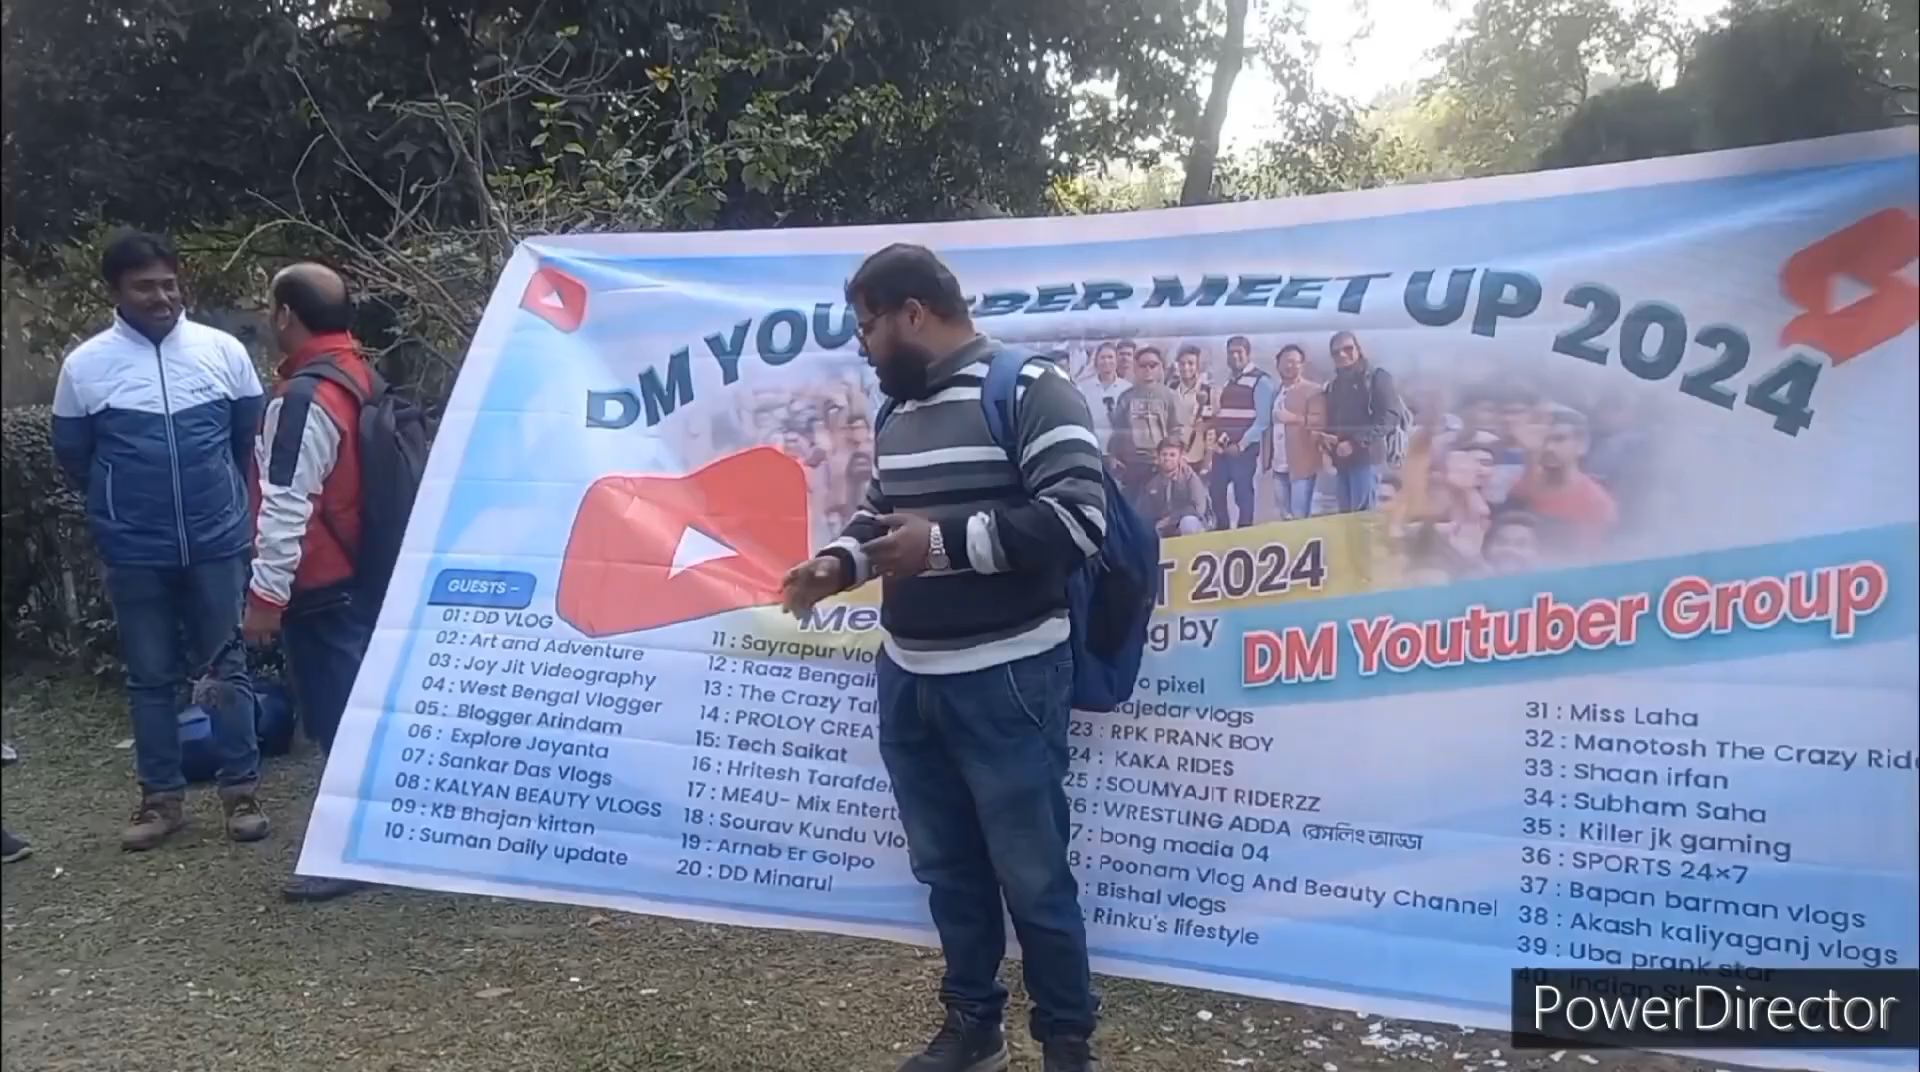 DM YOU BER MEET UP 2024
T 2024
Me
g by
DM Youtuber Group
GUESTS -
01 : DD VLOG
02 : Art and Adventure
03 : Joy Jit Videography
04 : West Bengal Vlogger
05 : Blogger Arindam
06 : Explore Jayanta
07 : Sankar Das Vlogs
08 : KALYAN BEAUTY VLOGS
09 : KB Bhajan kirtan
10 : Suman Daily update
11 : Sayrapur Vlo
12 : Raaz Bengali
13 : The Crazy Tal
14 : PROLOY CREA
15 : Tech Saikat
16 : Hritesh Tarafde
17 : ME4U- Mix Entert
18 : Sourav Kundu Vlo
19 : Arnab Er Golpo
20 : DD Minarul
o pixel
ajedar vlogs
23 : RPK PRANK BOY
24 : KAKA RIDES
25 : SOUMYAJIT RIDERZZ
26 : WRESTLING ADDA রেসলিং আড্ডা
7 : bong madia 04
8 : Poonam Vlog And Beauty Channel
: Bishal vlogs
: Rinku's lifestyle
31 : Miss Laha
32 : Manotosh The Crazy Ride
33 : Shaan irfan
34 : Subham Saha
35 : Killer jk gaming
36 : SPORTS 24×7
37 : Bapan barman vlogs
38 : Akash kaliyaganj vlogs
39 : Uba prank star
40 : Indian
PowerDirector